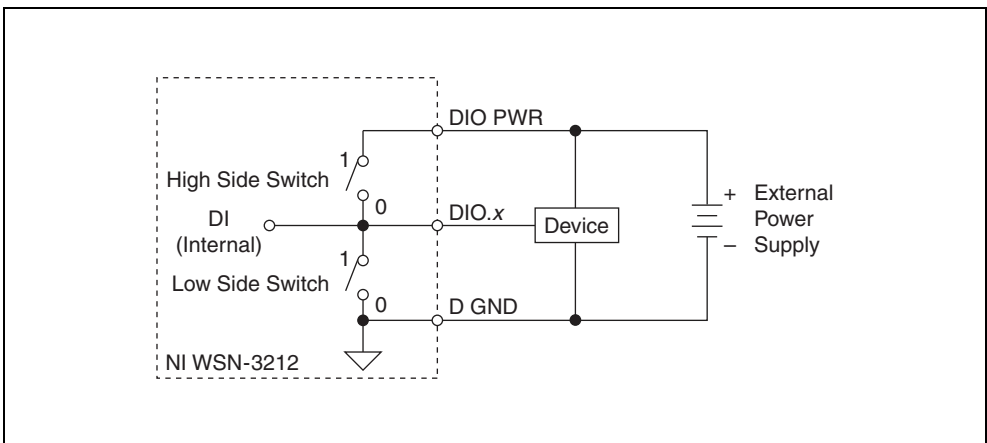 DIO PWR
1
High Side Switch
0
DI
(Internal)
DIO.x
Device
+ External
Power
– Supply
1
Low Side Switch
0
D GND
NI WSN-3212